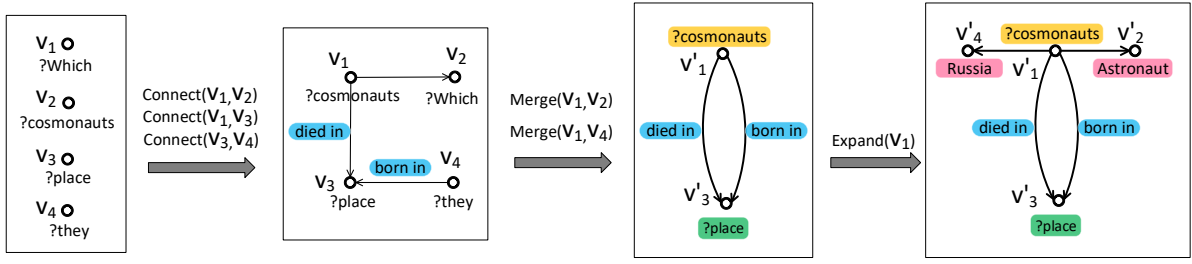 V1
?Which
V2
?cosmonauts
V3
?place
V4
?they
Connect(V1,V2)
Connect(V1,V3)
Connect(V3,V4)
V1
V2
?cosmonauts
?Which
died in
born in
V4
V3
?place
?they
Merge(V1,V2)
Merge(V1,V4)
?cosmonauts
V'1
died in
born in
V'3
?place
Expand(V1)
V'4
?cosmonauts
V'2
Russia
V'1
Astronaut
died in
born in
V'3
?place